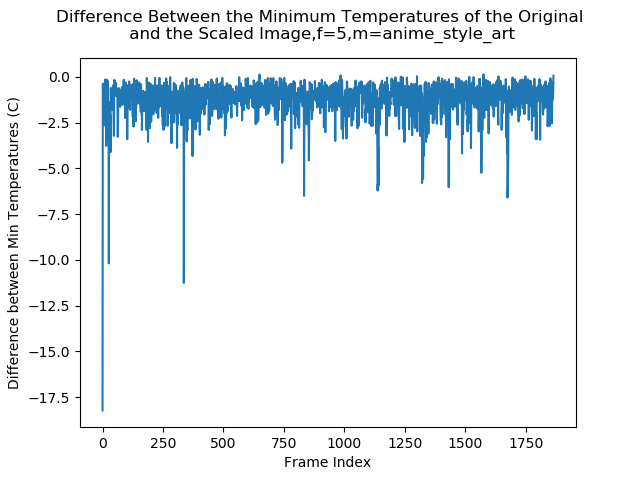 Difference Between the Minimum Temperatures of the Original
and the Scaled Image,f=5,m=anime_style_art
0.0
−2.5
−5.0
−7.5
−10.0
−12.5
−15.0
−17.5
Difference between Min Temperatures (C)
0 250 500 750 1000 1250 1500 1750
Frame Index